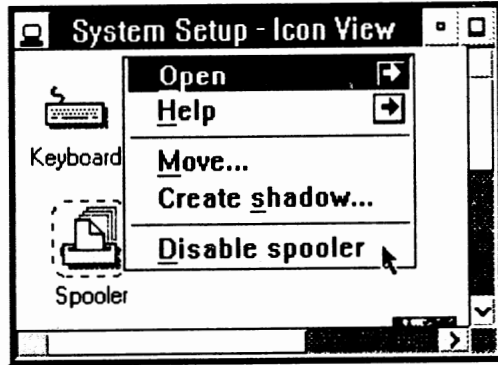 System Setup - Icon View
Open
Help
Keyboard
Move...
Create shadow...
Disable spooler
Spooler